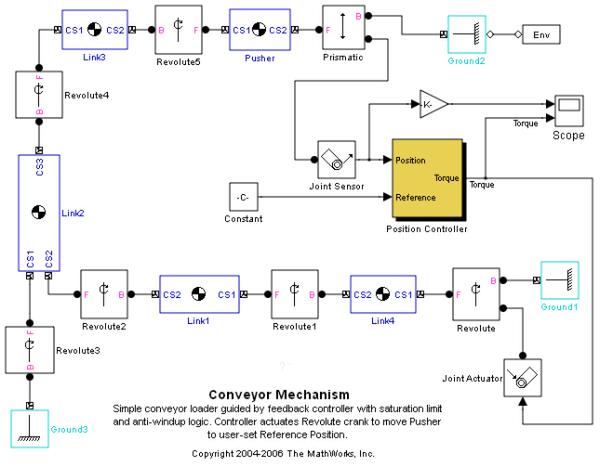 CS1 CS2
Link3
B F
Revolute5
CS1 CS2
Pusher
F B
Prismatic
Ground2
Env
F
B
Revolute4
-K-
Torque
Scope
Joint Sensor
Position
Torque
Reference
Torque
Position Controller
-C-
Constant
CS3
Link2
CS1
CS2
F B
Revolute2
CS2 CS1
Link1
F B
Revolute1
CS2 CS1
Link4
F B
Revolute
Ground1
F
B
Revolute3
Joint Actuator
Ground3
Conveyor Mechanism
Simple conveyor loader guided by feedback controller with saturation limit
and anti-windup logic. Controller actuates Revolute crank to move Pusher
to user-set Reference Position.
Copyright 2004-2006 The MathWorks, Inc.